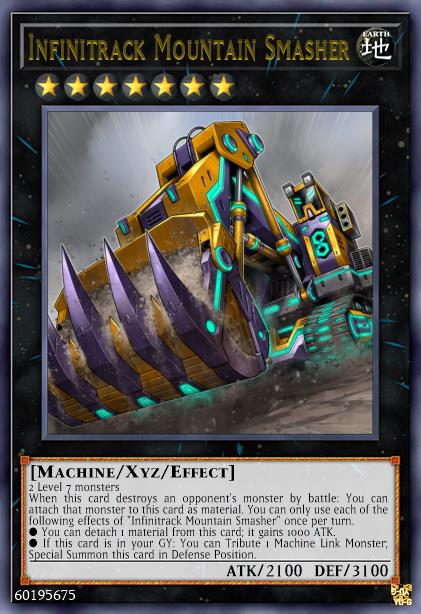 INFINITRACK MOUNTAIN SMASHER
EARTH
地
[MACHINE/XYZ/EFFECT]
2 Level 7 monsters
When this card destroys an opponent's monster by battle: You can
attach that monster to this card as material. You can only use each of the
following effects of "Infinitrack Mountain Smasher" once per turn.
● You can detach 1 material from this card; it gains 1000 ATK.
● If this card is in your GY: You can Tribute 1 Machine Link Monster;
Special Summon this card in Defense Position.
ATK/2100 DEF/3100
60195675